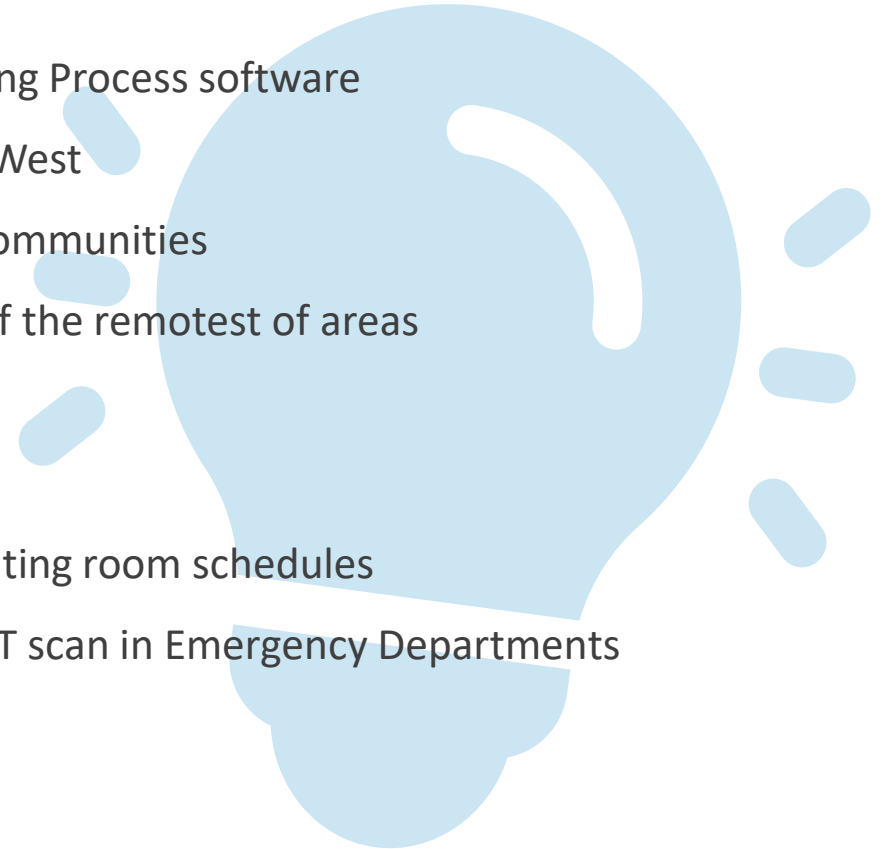 ng Process software
West
ommunities
f the remotest of areas
ting room schedules
T scan in Emergency Departments